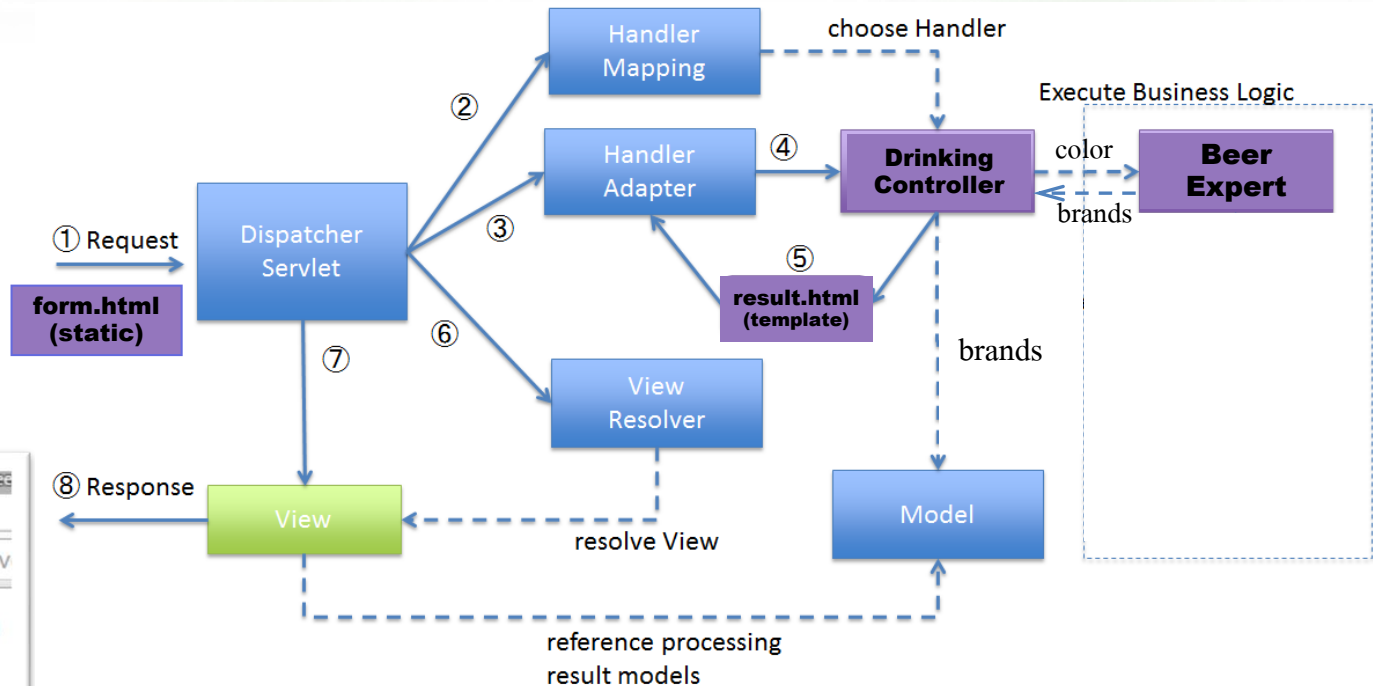 Handler
Mapping
choose Handler
Execute Business Logic
②
Handler
Adapter
④
Drinking
Controller
color
brands
Beer
Expert
① Request
Dispatcher
Servlet
③
form.html
(static)
⑤
result.html
(template)
⑥
⑦
brands
View
Resolver
⑧ Response
View
resolve View
Model
reference processing
result models